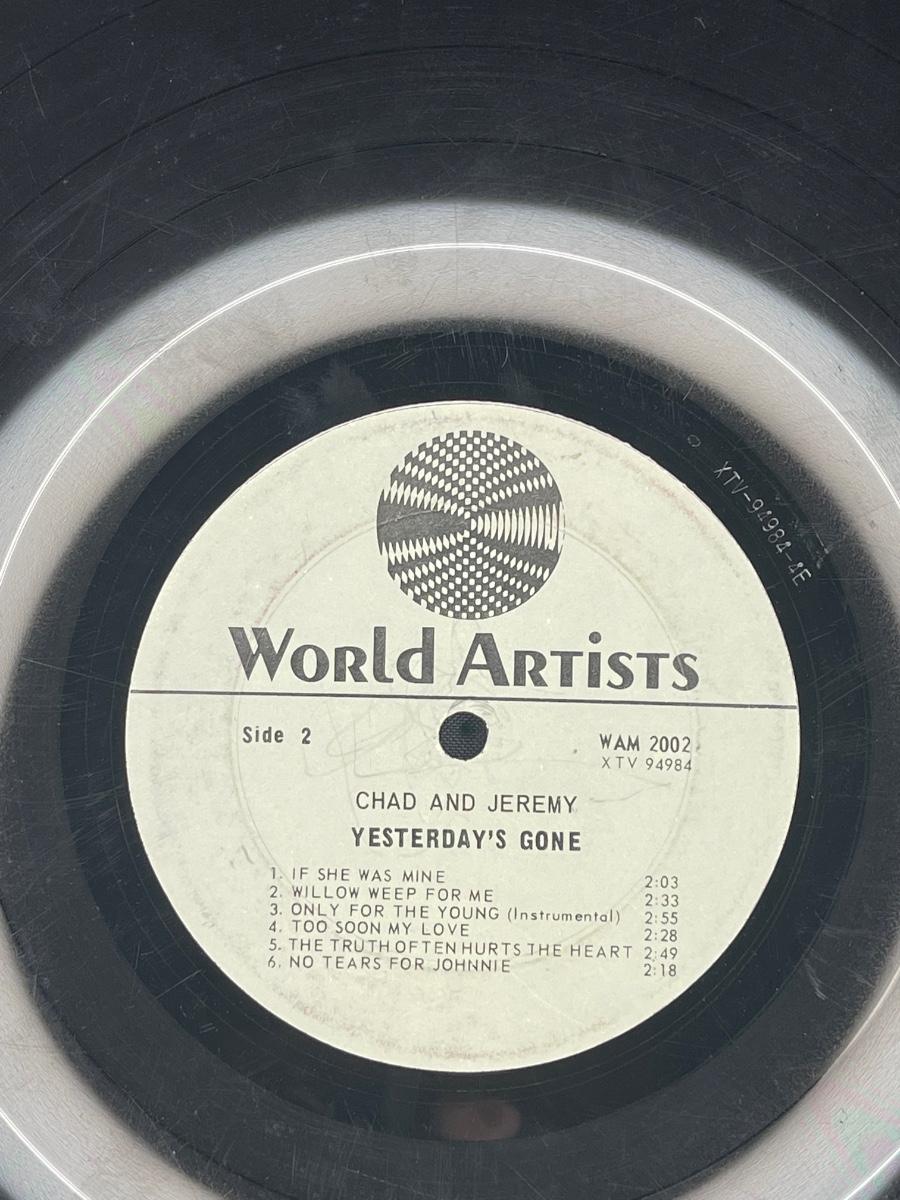 XTV-94984-4E
World Artists
Side 2
WAM 2002
XTV 94984
CHAD AND JEREMY
YESTERDAY'S GONE
1. IF SHE WAS MINE 2:03
2. WILLOW WEEP FOR ME 2:33
3. ONLY FOR THE YOUNG (Instrumental) 2:55
4. TOO SOON MY LOVE 2:28
5. THE TRUTH OFTEN HURTS THE HEART 2:49
6. NO TEARS FOR JOHNNIE 2:18